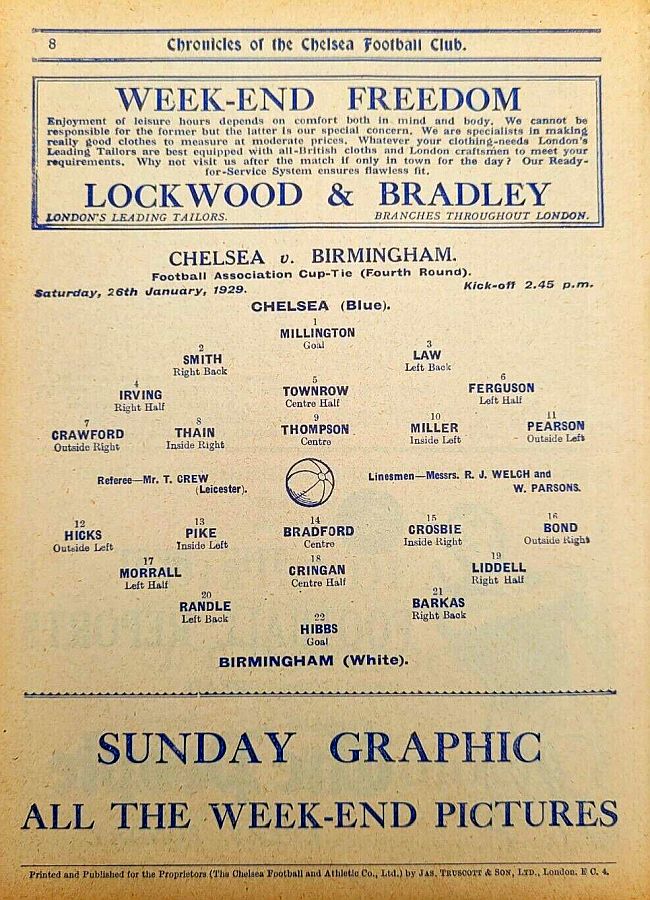 8 Chronicles of the Chelsea Football Club.
WEEK-END FREEDOM
Enjoyment of leisure hours depends on comfort both in mind and body. We cannot be
responsible for the former but the latter is our special concern. We are specialists in making
really good clothes to measure at moderate prices. Whatever your clothing-needs London's
Leading Tailors are best equipped with all-British cloths and London craftsmen to meet your
requirements. Why not visit us after the match if only in town for the day? Our Ready-
for-Service System ensures flawless fit.
LOCKWOOD & BRADLEY
LONDON'S LEADING TAILORS. BRANCHES THROUGHOUT LONDON.
CHELSEA v. BIRMINGHAM.
Football Association Cup-Tie (Fourth Round).
Saturday, 26th January, 1929. Kick-off 2.45 p.m.
CHELSEA (Blue).
1
MILLINGTON
Goal
2 3
SMITH LAW
Right Back Left Back
4 5 6
IRVING TOWNROW FERGUSON
Right Half Centre Half Left Half
7 8 9 10 11
CRAWFORD THAIN THOMPSON MILLER PEARSON
Outside Right Inside Right Centre Inside Left Outside Left
Referee—Mr. T. CREW Linesmen—Messrs. R. J. WELCH and
(Leicester). W. PARSONS.
12 13 14 15 16
HICKS PIKE BRADFORD CROSBIE BOND
Outside Left Inside Left Centre Inside Right Outside Right
17 18 19
MORRALL CRINGAN LIDDELL
Left Half Centre Half Right Half
20 21
RANDLE BARKAS
Left Back Right Back
22
HIBBS
Goal
BIRMINGHAM (White).
SUNDAY GRAPHIC
ALL THE WEEK-END PICTURES
Printed and Published for the Proprietors (The Chelsea Football and Athletic Co., Ltd.) by JAS. TRUSCOTT & SON, LTD., London, E C. 4.